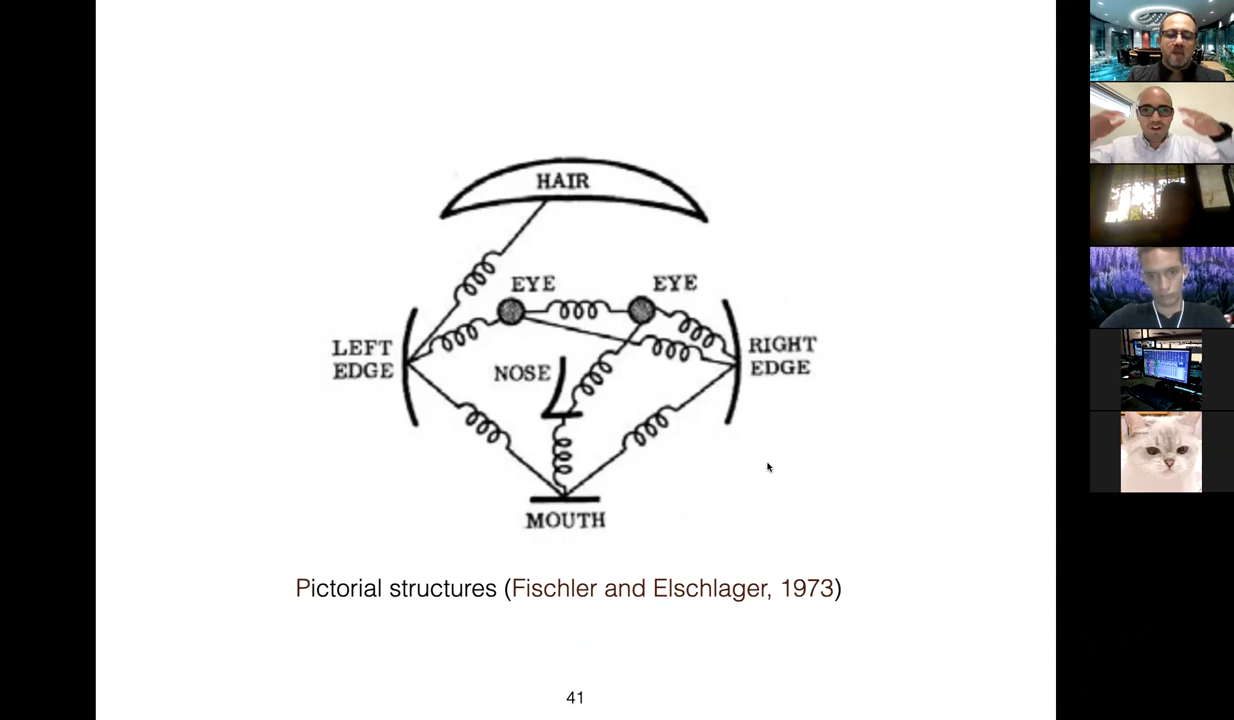 HAIR
EYE
EYE
LEFT
EDGE
RIGHT
EDGE
NOSE
MOUTH
Pictorial structures (Fischler and Elschlager, 1973)
41